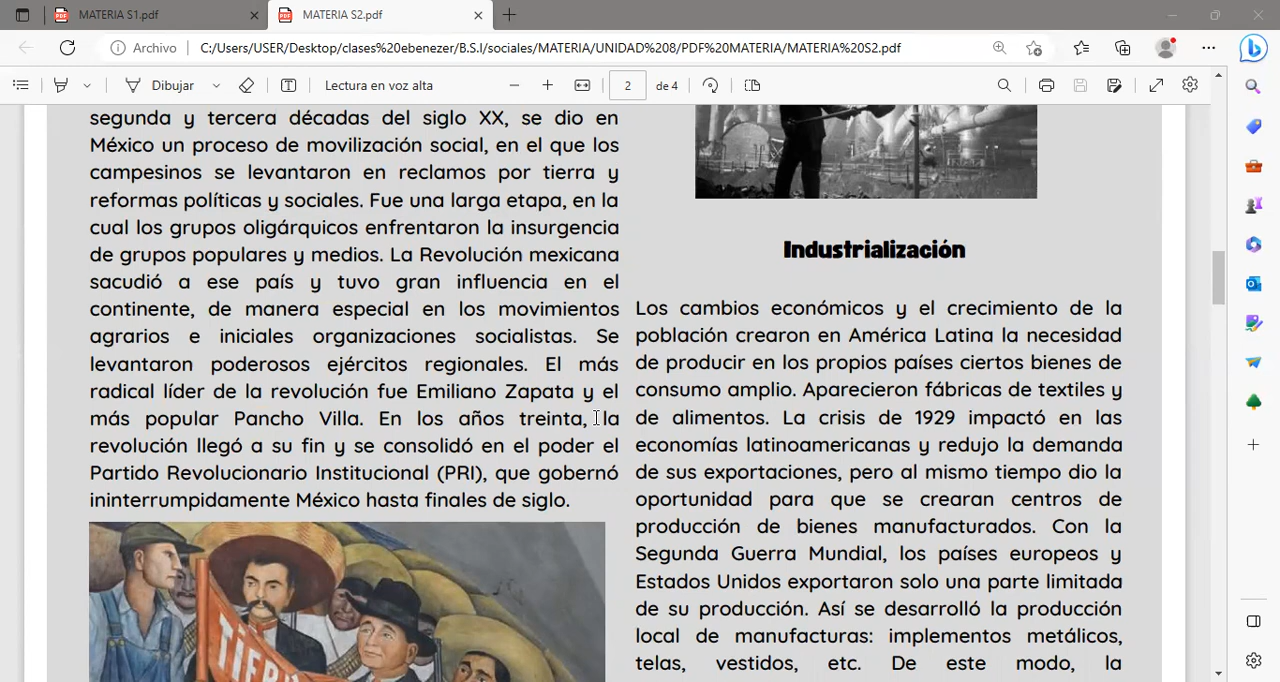 MATERIA S1.pdf
MATERIA S2.pdf
Archivo
C:/Users/USER/Desktop/clases%20ebenezer/B.S.I/sociales/MATERIA/UNIDAD%208/PDF%20MATERIA/MATERIA%20S2.pdf
Dibujar
Lectura en voz alta
2
de 4
segunda y tercera décadas del siglo XX, se dio en
México un proceso de movilización social, en el que los
campesinos se levantaron en reclamos por tierra y
reformas políticas y sociales. Fue una larga etapa, en la
cual los grupos oligárquicos enfrentaron la insurgencia
de grupos populares y medios. La Revolución mexicana
sacudió a ese país y tuvo gran influencia en el
continente, de manera especial en los movimientos
agrarios e iniciales organizaciones socialistas. Se
levantaron poderosos ejércitos regionales. El más
radical líder de la revolución fue Emiliano Zapata y el
más popular Pancho Villa. En los años treinta, la
revolución llegó a su fin y se consolidó en el poder el
Partido Revolucionario Institucional (PRI), que gobernó
ininterrumpidamente México hasta finales de siglo.
TIER
Industrialización
Los cambios económicos y el crecimiento de la
población crearon en América Latina la necesidad
de producir en los propios países ciertos bienes de
consumo amplio. Aparecieron fábricas de textiles y
de alimentos. La crisis de 1929 impactó en las
economías latinoamericanas y redujo la demanda
de sus exportaciones, pero al mismo tiempo dio la
oportunidad para que se crearan centros de
producción de bienes manufacturados. Con la
Segunda Guerra Mundial, los países europeos y
Estados Unidos exportaron solo una parte limitada
de su producción. Así se desarrolló la producción
local de manufacturas: implementos metálicos,
telas, vestidos, etc. De este modo, la